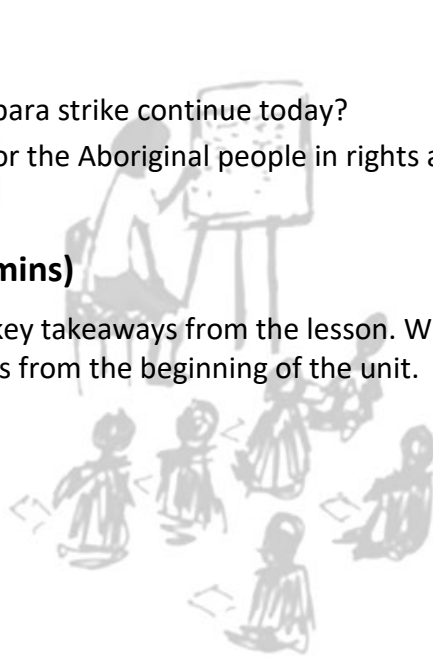 para strike continue today?
or the Aboriginal people in rights a
mins)
key takeaways from the lesson. W
s from the beginning of the unit.